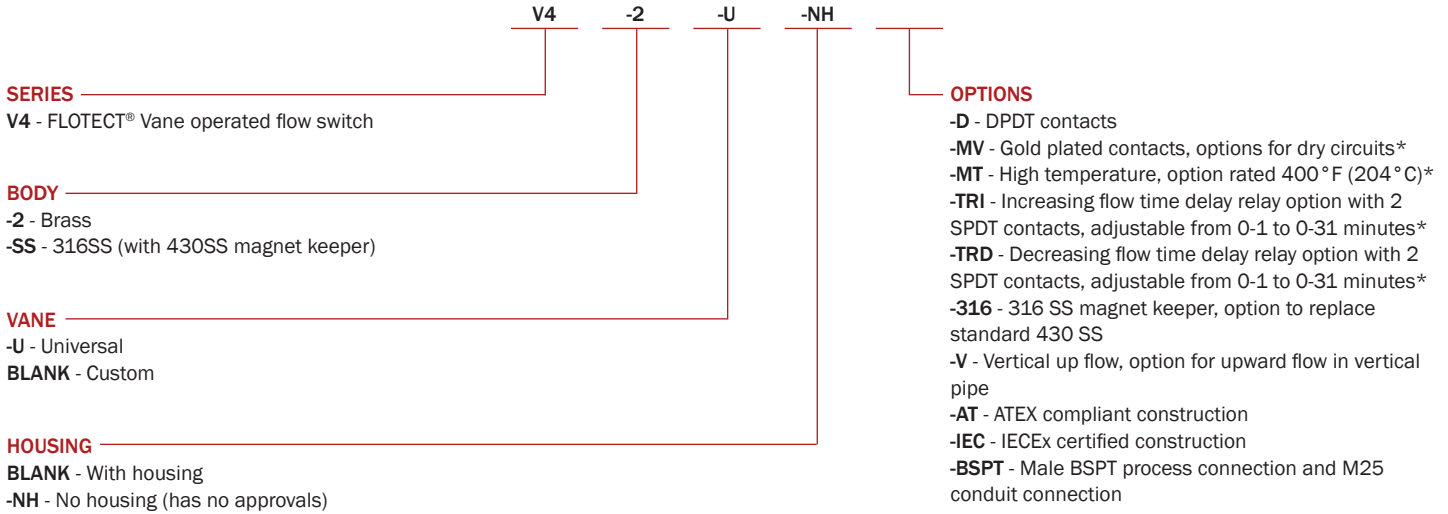 V4 -2 -U -NH
SERIES
V4 - FLOTECT® Vane operated flow switch
BODY
-2 - Brass
-SS - 316SS (with 430SS magnet keeper)
VANE
-U - Universal
BLANK - Custom
HOUSING
BLANK - With housing
-NH - No housing (has no approvals)
OPTIONS
-D - DPDT contacts
-MV - Gold plated contacts, options for dry circuits*
-MT - High temperature, option rated 400°F (204°C)*
-TRI - Increasing flow time delay relay option with 2
SPDT contacts, adjustable from 0-1 to 0-31 minutes*
-TRD - Decreasing flow time delay relay option with 2
SPDT contacts, adjustable from 0-1 to 0-31 minutes*
-316 - 316 SS magnet keeper, option to replace
standard 430 SS
-V - Vertical up flow, option for upward flow in vertical
pipe
-AT - ATEX compliant construction
-IEC - IECEx certified construction
-BSPT - Male BSPT process connection and M25
conduit connection